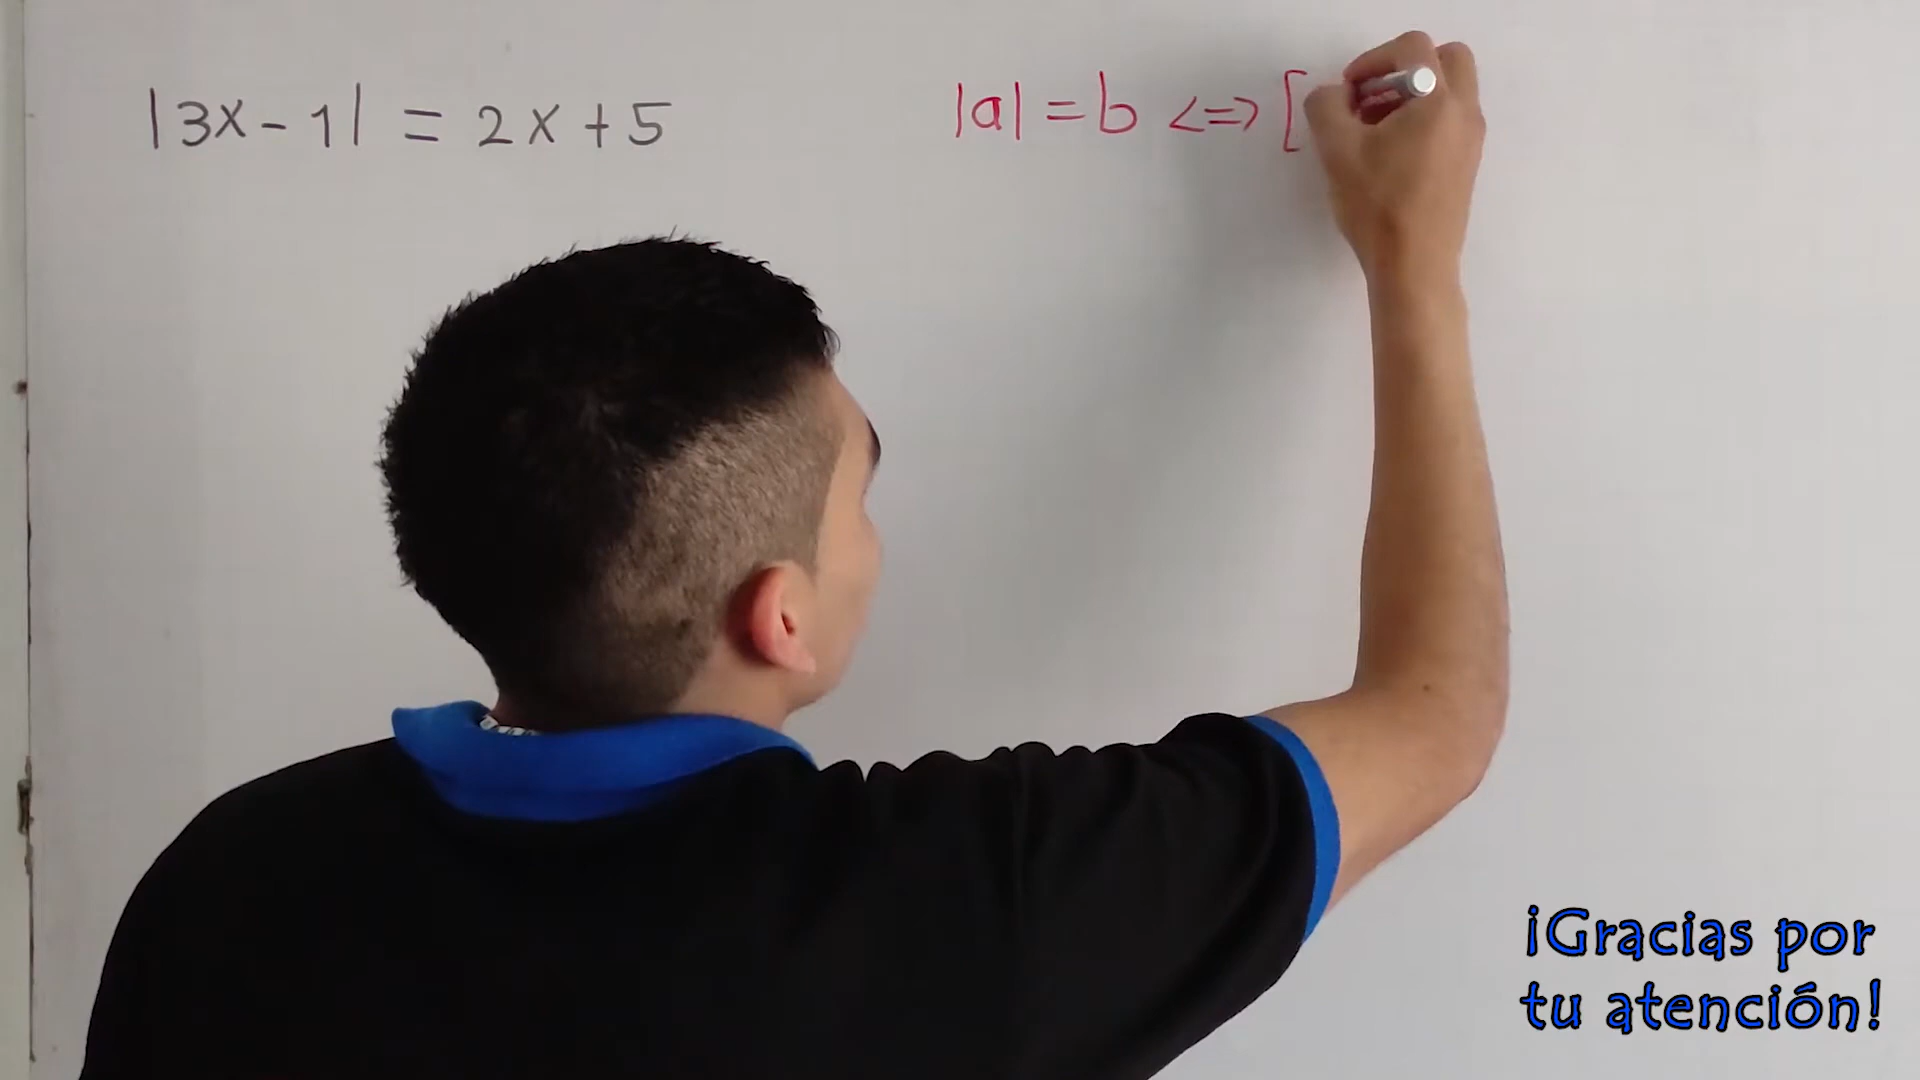 |3x - 1| = 2x + 5
|a| = b <=> [
¡Gracias por
tu atención!